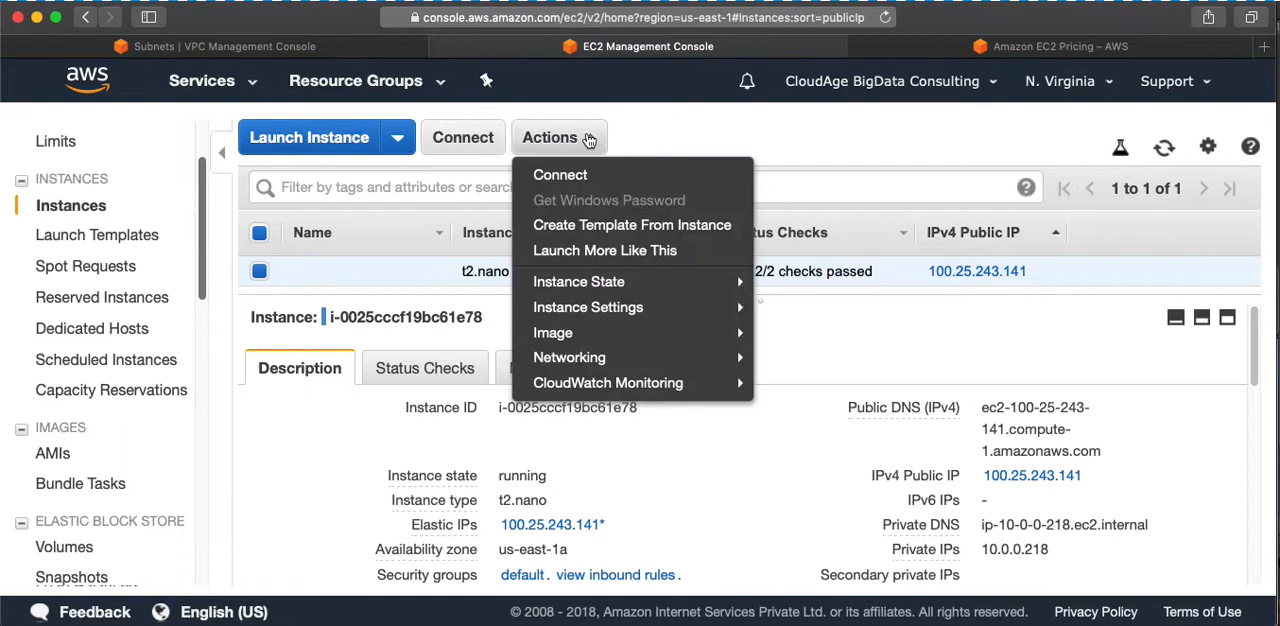 console.aws.amazon.com/ec2/v2/home?region=us-east-1#Instances:sort=publicIp
Subnets | VPC Management Console
EC2 Management Console
Amazon EC2 Pricing – AWS
aws
Services
Resource Groups
CloudAge BigData Consulting
N. Virginia
Support
Limits
INSTANCES
Instances
Launch Templates
Spot Requests
Reserved Instances
Dedicated Hosts
Scheduled Instances
Capacity Reservations
IMAGES
AMIs
Bundle Tasks
ELASTIC BLOCK STORE
Volumes
Snapshots
Launch Instance
Connect
Actions
Filter by tags and attributes or
1 to 1 of 1
Name
Checks
IPv4 Public IP
t2.nano
2/2 checks passed
100.25.243.141
Connect
Get Windows Password
Create Template From Instance
Launch More Like This
Instance State
Instance Settings
Image
Networking
CloudWatch Monitoring
Instance: i-0025cccf19bc61e78
Description
Status Checks
Instance ID i-0025cccf19bc61e78
Instance state running
Instance type t2.nano
Elastic IPs 100.25.243.141*
Availability zone us-east-1a
Security groups default. view inbound rules.
Public DNS (IPv4) ec2-100-25-243-
141.compute-
1.amazonaws.com
IPv4 Public IP 100.25.243.141
IPv6 IPs -
Private DNS ip-10-0-0-218.ec2.internal
Private IPs 10.0.0.218
Secondary private IPs
Feedback
English (US)
© 2008 - 2018, Amazon Internet Services Private Ltd. or its affiliates. All rights reserved.
Privacy Policy
Terms of Use